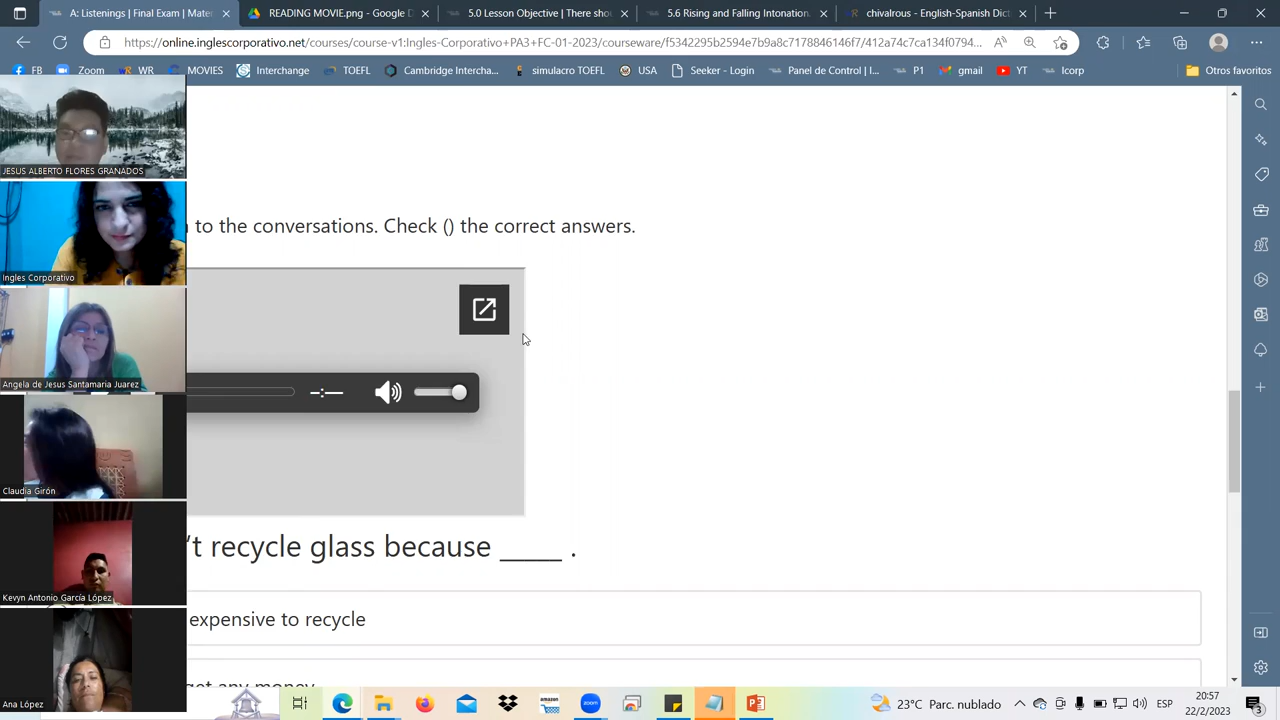 A: Listenings | Final Exam | Mate
READING MOVIE.png - Google D
5.0 Lesson Objective | There shou
5.6 Rising and Falling Intonation
chivalrous - English-Spanish Dict
https://online.inglescorporativo.net/courses/course-v1:Ingles-Corporativo+PA3+FC-01-2023/courseware/f5342295b2594e7b9a8c7178846146f7/412a74c7ca134f0794...
FB
Zoom
WR
MOVIES
Interchange
TOEFL
Cambridge Intercha...
simulacro TOEFL
USA
Seeker - Login
Panel de Control | I...
P1
gmail
YT
Icorp
Otros favoritos
JESUS ALBERTO FLORES GRANADOS
Ingles Corporativo
Angela de Jesus Santamaria Juarez
Claudia Girón
Kevyn Antonio García López
Ana López
to the conversations. Check () the correct answers.
-:--
't recycle glass because _____ .
expensive to recycle
get any money
23°C Parc. nublado
ESP
20:57
22/2/2023
3